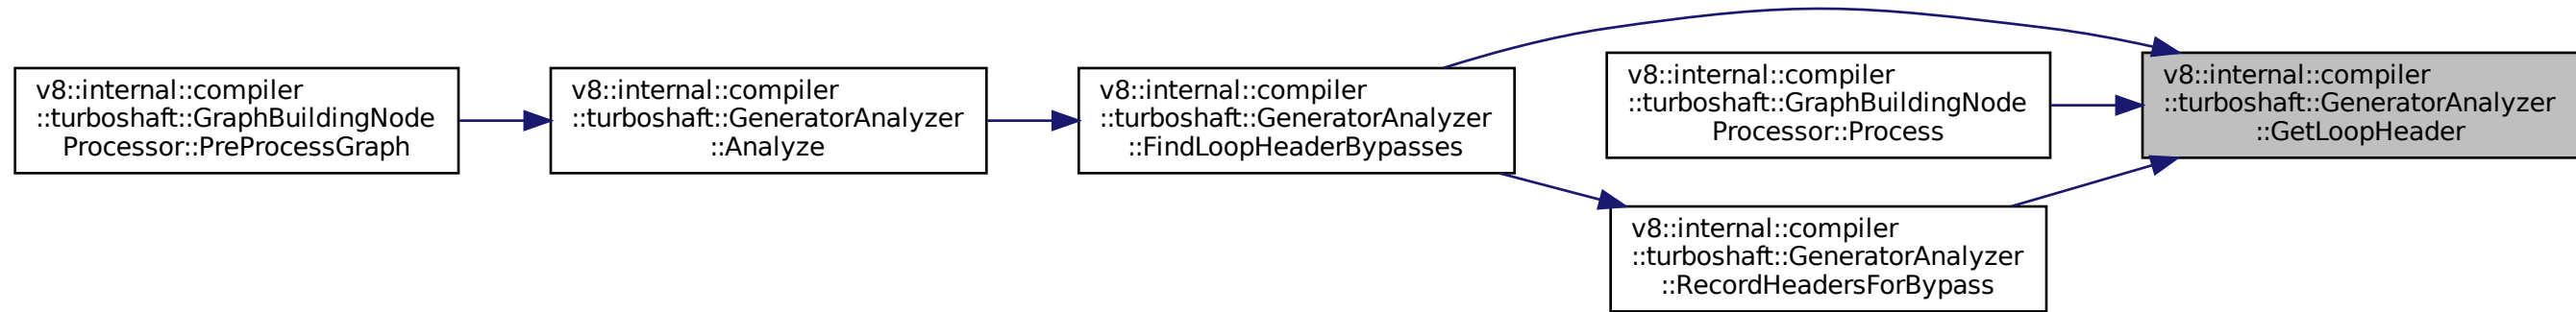 v8::internal::compiler
::turboshaft::GraphBuildingNode
Processor::PreProcessGraph
v8::internal::compiler
::turboshaft::GeneratorAnalyzer
::Analyze
v8::internal::compiler
::turboshaft::GeneratorAnalyzer
::FindLoopHeaderBypasses
v8::internal::compiler
::turboshaft::GraphBuildingNode
Processor::Process
v8::internal::compiler
::turboshaft::GeneratorAnalyzer
::RecordHeadersForBypass
v8::internal::compiler
::turboshaft::GeneratorAnalyzer
::GetLoopHeader